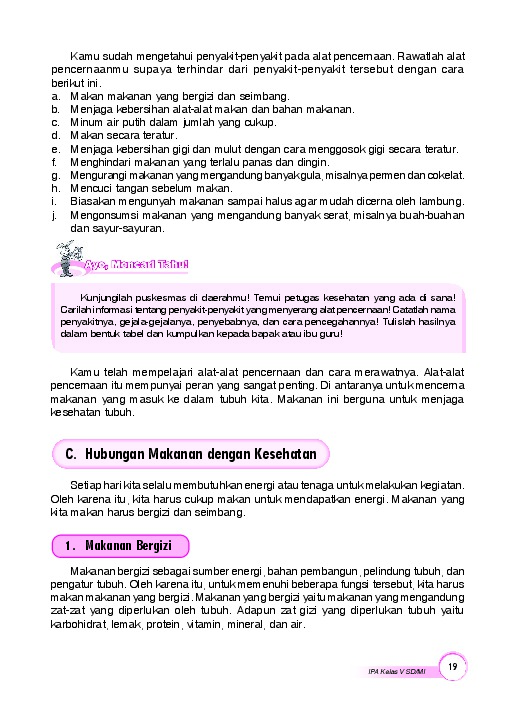 Kamu sudah mengetahui penyakit-penyakit pada alat pencernaan. Rawatlah alat
pencernaanmu supaya terhindar dari penyakit-penyakit tersebut dengan cara
berikut ini.
a. Makan makanan yang bergizi dan seimbang.
b. Menjaga kebersihan alat-alat makan dan bahan makanan.
c. Minum air putih dalam jumlah yang cukup.
d. Makan secara teratur.
e. Menjaga kebersihan gigi dan mulut dengan cara menggosok gigi secara teratur.
f. Menghindari makanan yang terlalu panas dan dingin.
g. Mengurangi makanan yang mengandung banyak gula, misalnya permen dan cokelat.
h. Mencuci tangan sebelum makan.
i. Biasakan mengunyah makanan sampai halus agar mudah dicerna oleh lambung.
j. Mengonsumsi makanan yang mengandung banyak serat, misalnya buah-buahan
dan sayur-sayuran.
Ayo, Mencari Tahu!
Kunjungilah puskesmas di daerahmu! Temui petugas kesehatan yang ada di sana!
Carilah informasi tentang penyakit-penyakit yang menyerang alat pencernaan! Catatlah nama
penyakitnya, gejala-gejalanya, penyebabnya, dan cara pencegahannya! Tulislah hasilnya
dalam bentuk tabel dan kumpulkan kepada bapak atau ibu guru!
Kamu telah mempelajari alat-alat pencernaan dan cara merawatnya. Alat-alat
pencernaan itu mempunyai peran yang sangat penting. Di antaranya untuk mencerna
makanan yang masuk ke dalam tubuh kita. Makanan ini berguna untuk menjaga
kesehatan tubuh.
C. Hubungan Makanan dengan Kesehatan
Setiap hari kita selalu membutuhkan energi atau tenaga untuk melakukan kegiatan.
Oleh karena itu, kita harus cukup makan untuk mendapatkan energi. Makanan yang
kita makan harus bergizi dan seimbang.
1. Makanan Bergizi
Makanan bergizi sebagai sumber energi, bahan pembangun, pelindung tubuh, dan
pengatur tubuh. Oleh karena itu, untuk memenuhi beberapa fungsi tersebut, kita harus
makan makanan yang bergizi. Makanan yang bergizi yaitu makanan yang mengandung
zat-zat yang diperlukan oleh tubuh. Adapun zat gizi yang diperlukan tubuh yaitu
karbohidrat, lemak, protein, vitamin, mineral, dan air.
IPA Kelas V SD/MI 19